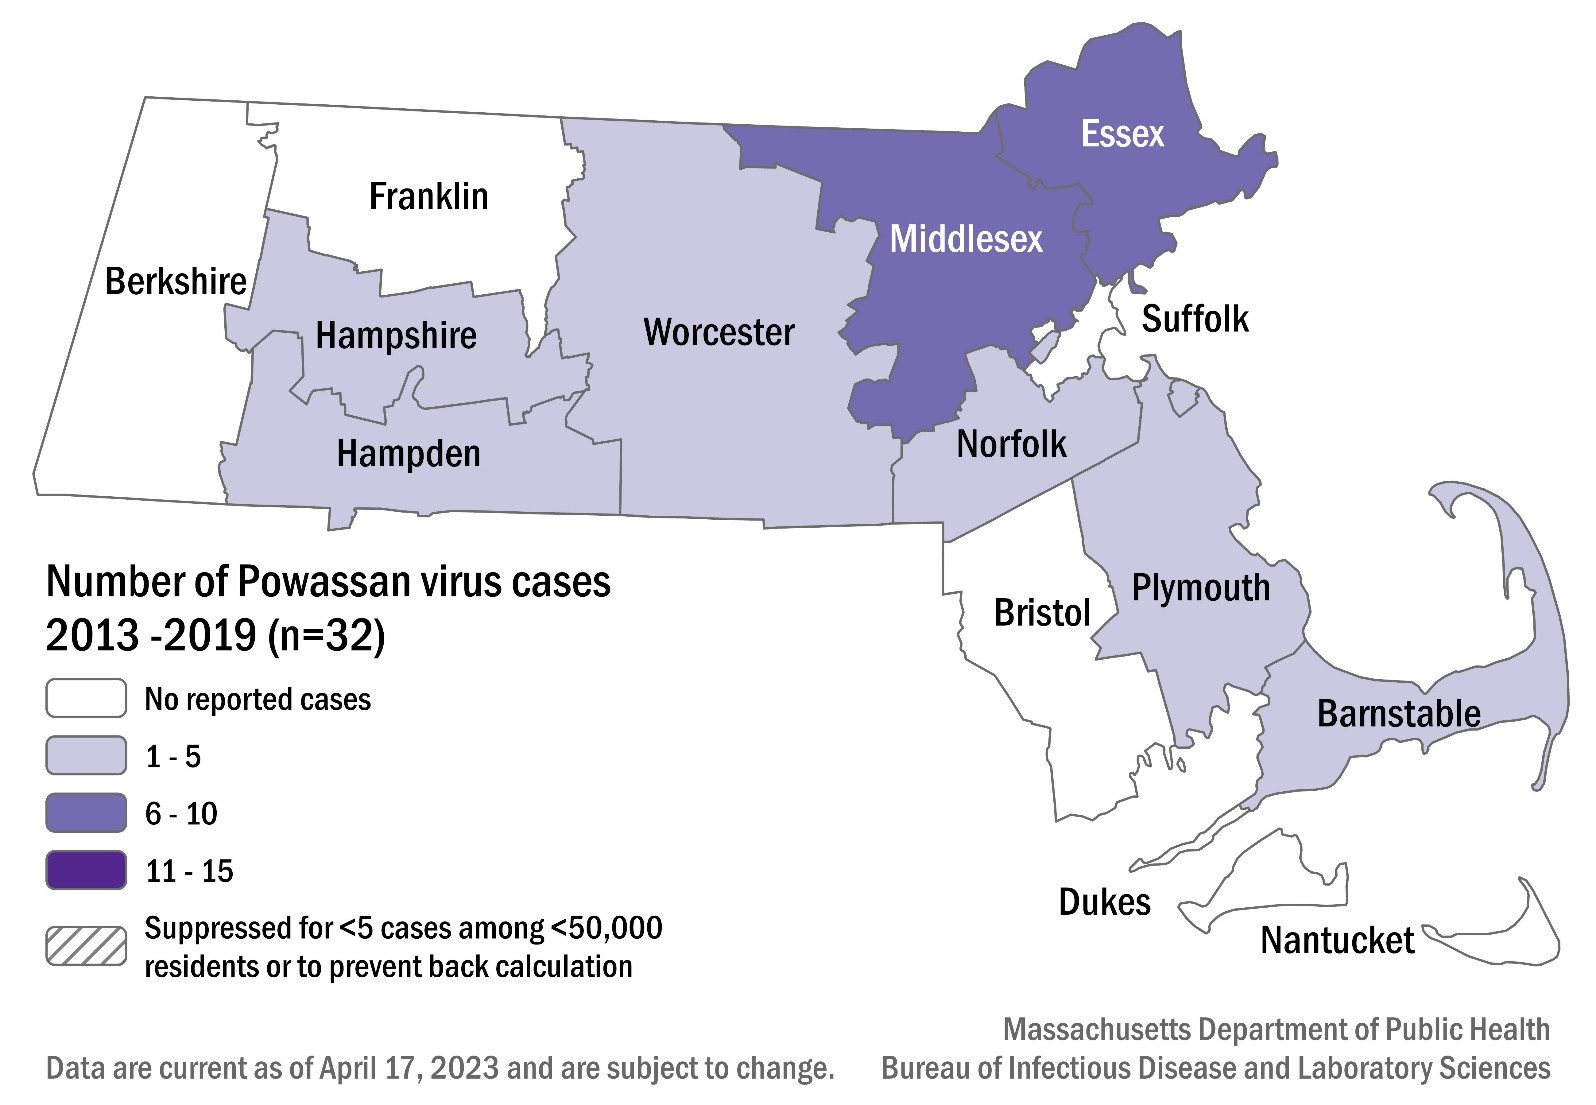 Essex
Franklin
Middlesex
Berkshire
Suffolk
Hampshire
Worcester
Norfolk
Hampden
Number of Powassan virus cases
2013 -2019 (n=32)
Plymouth
Bristol
No reported cases
Barnstable
1 - 5
6 - 10
11 - 15
Dukes
Suppressed for <5 cases among <50,000
residents or to prevent back calculation
Nantucket
Massachusetts Department of Public Health
Data are current as of April 17, 2023 and are subject to change.
Bureau of Infectious Disease and Laboratory Sciences